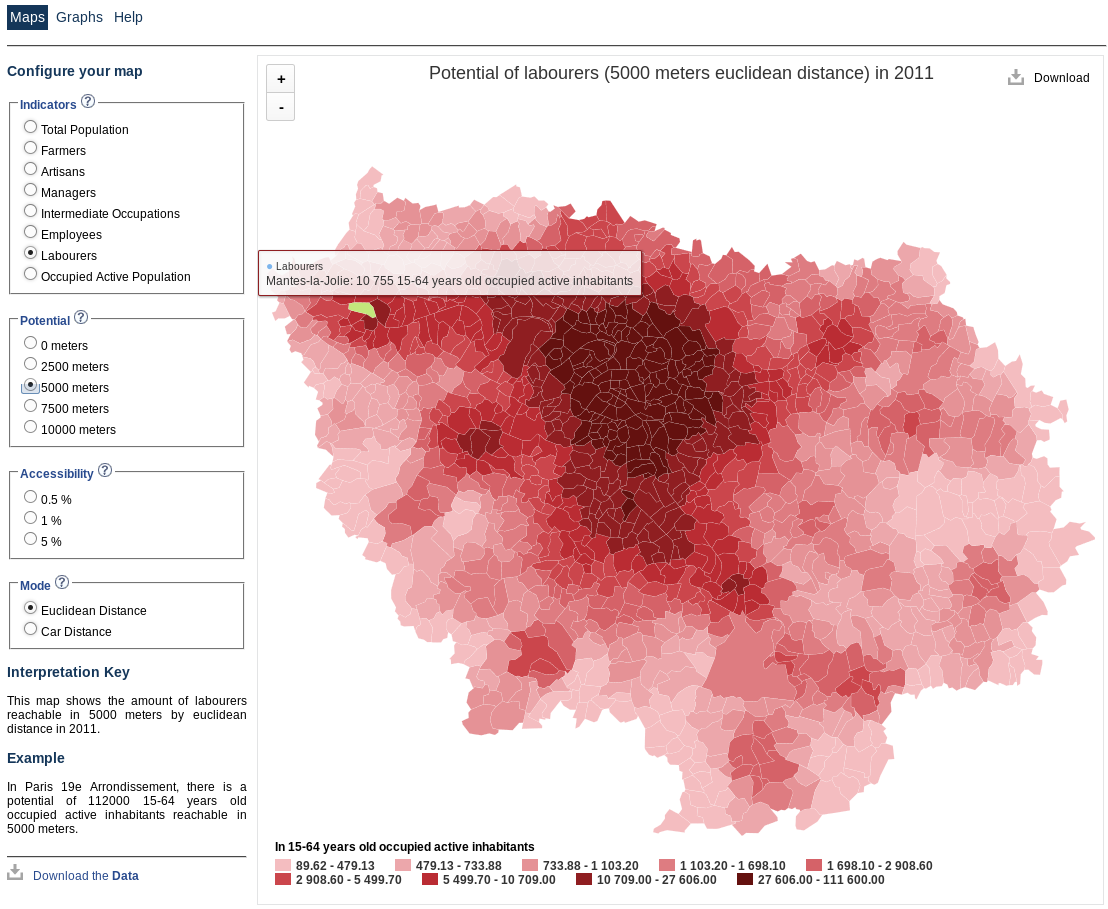 Maps Graphs Help
Configure your map
Indicators ?
Total Population
Farmers
Artisans
Managers
Intermediate Occupations
Employees
Labourers
Occupied Active Population
Potential ?
0 meters
2500 meters
5000 meters
7500 meters
10000 meters
Accessibility ?
0.5 %
1 %
5 %
Mode ?
Euclidean Distance
Car Distance
Interpretation Key
This map shows the amount of labourers
reachable in 5000 meters by euclidean
distance in 2011.
Example
In Paris 19e Arrondissement, there is a
potential of 112000 15-64 years old
occupied active inhabitants reachable in
5000 meters.
Download the Data
+
-
Potential of labourers (5000 meters euclidean distance) in 2011
Download
Labourers
Mantes-la-Jolie: 10 755 15-64 years old occupied active inhabitants
In 15-64 years old occupied active inhabitants
89.62 - 479.13 479.13 - 733.88 733.88 - 1 103.20 1 103.20 - 1 698.10 1 698.10 - 2 908.60
2 908.60 - 5 499.70 5 499.70 - 10 709.00 10 709.00 - 27 606.00 27 606.00 - 111 600.00